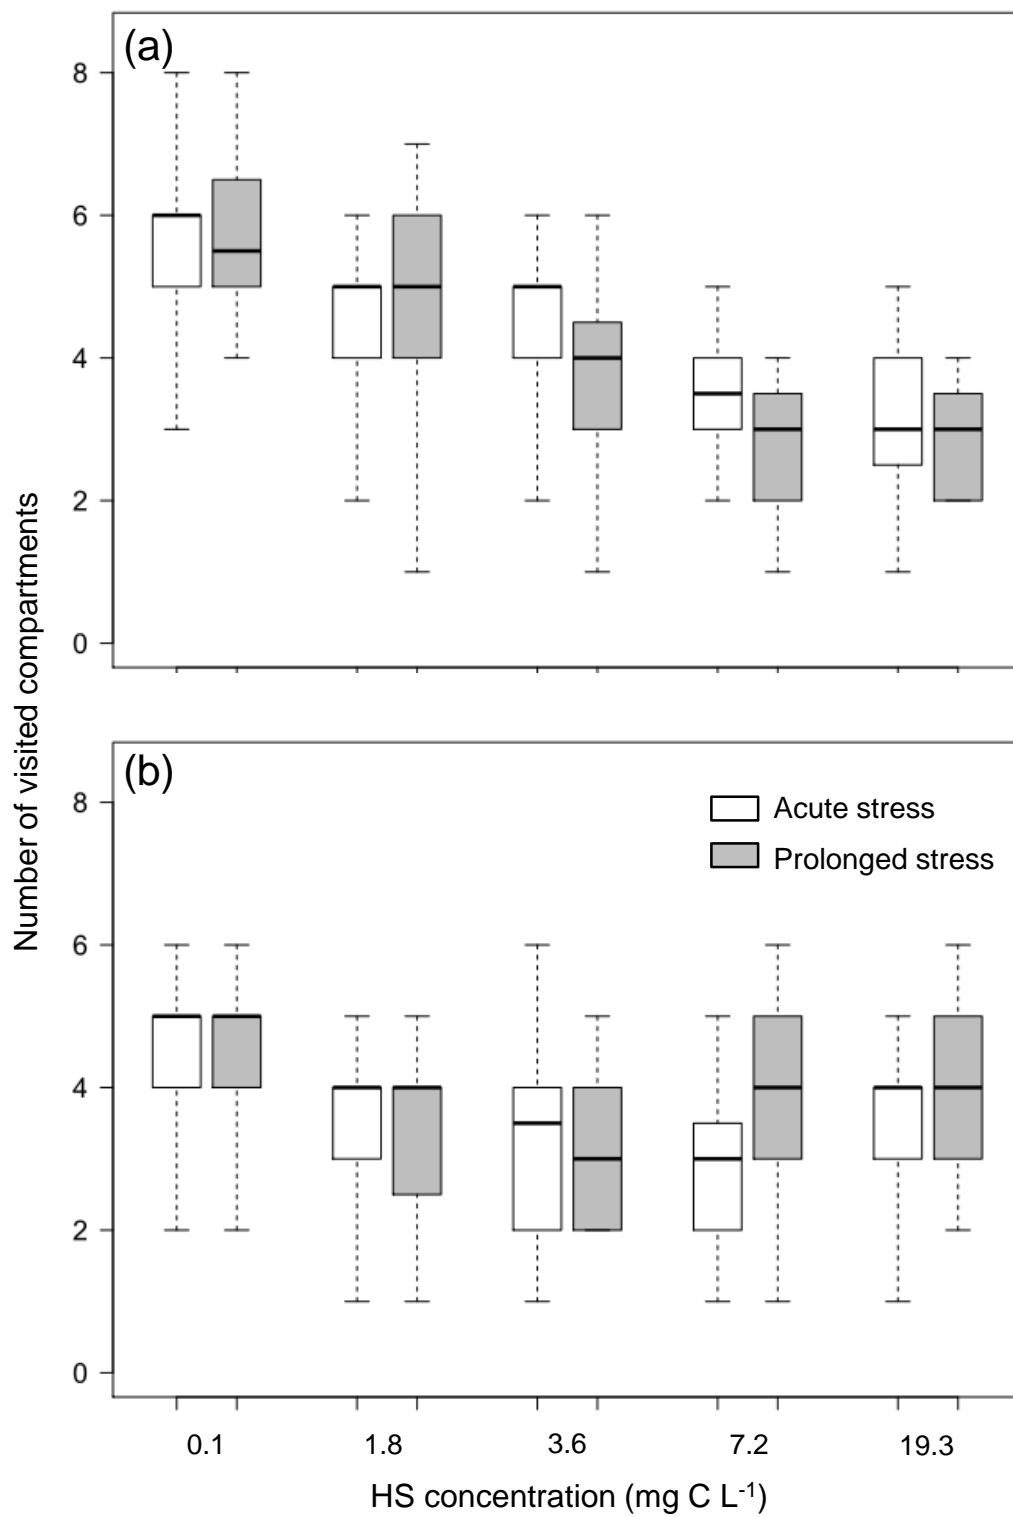 (a)
8
6
4
2
0
Number of visited compartments
(b)
8
6
4
2
0
Acute stress
Prolonged stress
0.1 1.8 3.6 7.2 19.3
HS concentration (mg C L⁻¹)